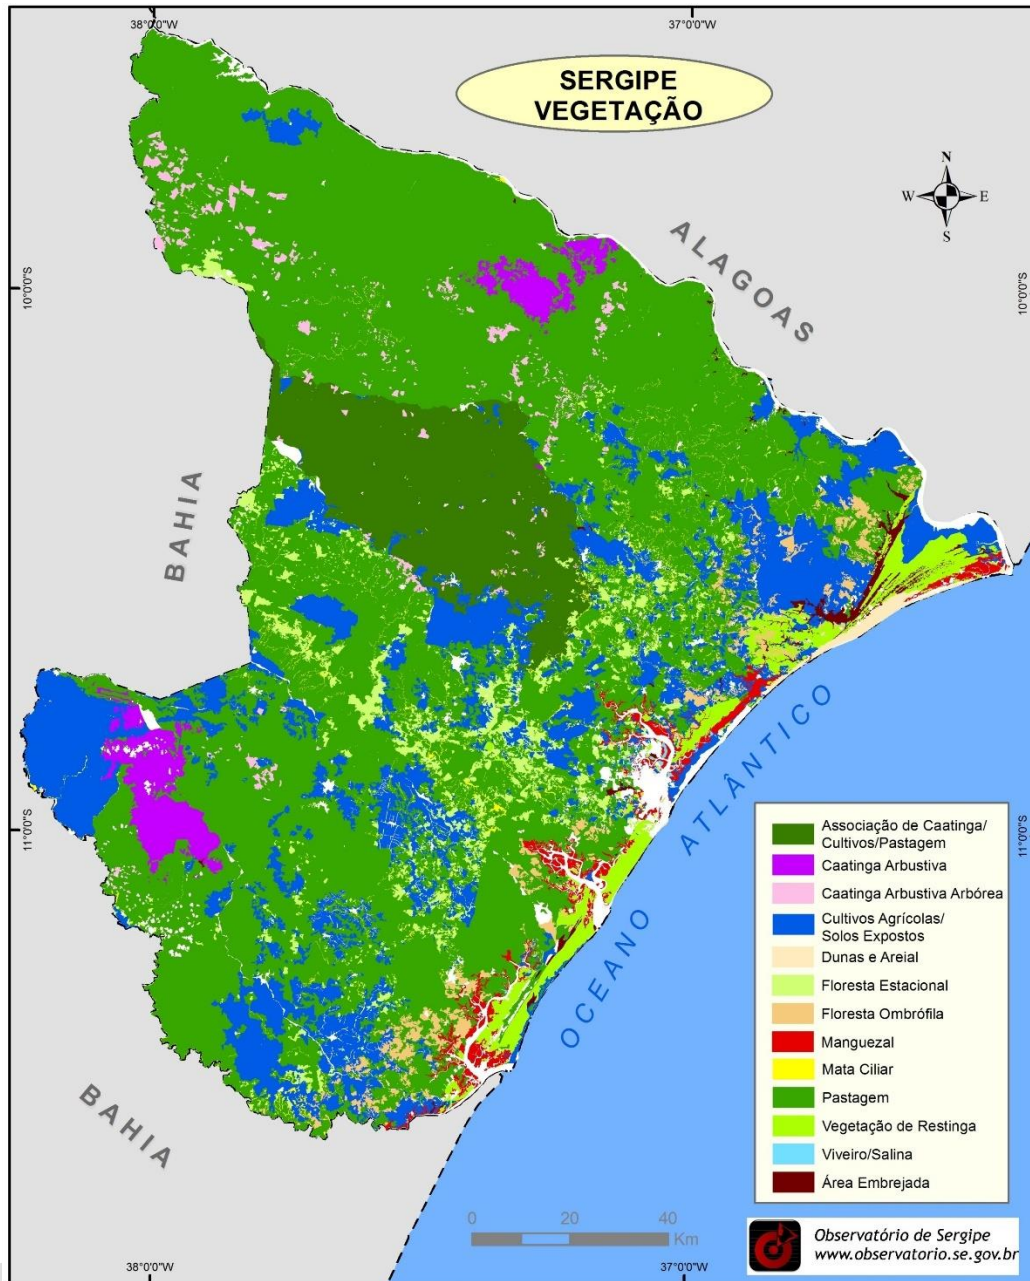 38°0'0"W
37°0'0"W
SERGIPE
VEGETAÇÃO
N
W
E
S
ALAGOAS
10°0'0"S
10°0'0"S
BAHIA
OCEANO ATLÂNTICO
11°0'0"S
11°0'0"S
BAHIA
Associação de Caatinga/
Cultivos/Pastagem
Caatinga Arbustiva
Caatinga Arbustiva Arbórea
Cultivos Agrícolas/
Solos Expostos
Dunas e Areial
Floresta Estacional
Floresta Ombrófila
Manguezal
Mata Ciliar
Pastagem
Vegetação de Restinga
Viveiro/Salina
Área Embrejada
0 20 40
Km
Observatório de Sergipe
www.observatorio.se.gov.br
38°0'0"W
37°0'0"W